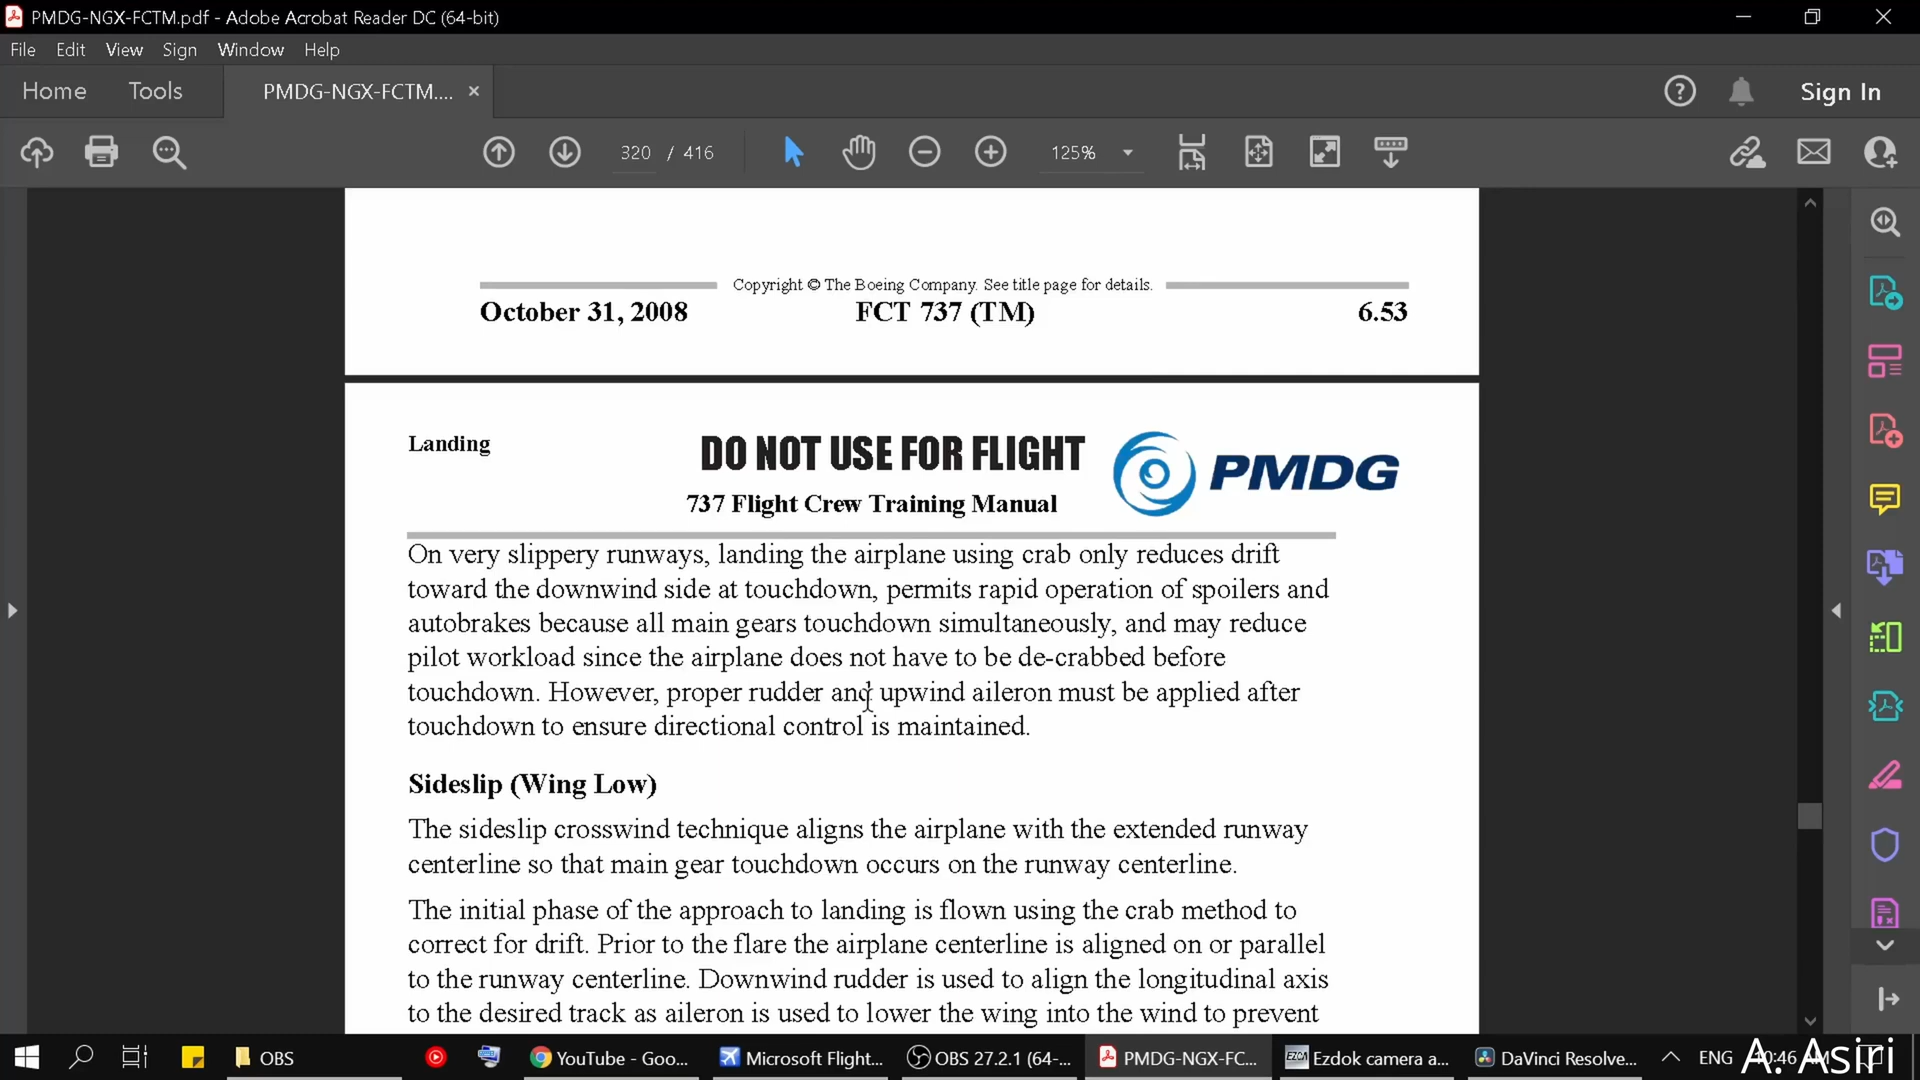 PMDG-NGX-FCTM.pdf - Adobe Acrobat Reader DC (64-bit)
File Edit View Sign Window Help
Home Tools PMDG-NGX-FCTM.... × Sign In
320 / 416 125%
Copyright © The Boeing Company. See title page for details.
October 31, 2008 FCT 737 (TM) 6.53
Landing DO NOT USE FOR FLIGHT PMDG
737 Flight Crew Training Manual
On very slippery runways, landing the airplane using crab only reduces drift
toward the downwind side at touchdown, permits rapid operation of spoilers and
autobrakes because all main gears touchdown simultaneously, and may reduce
pilot workload since the airplane does not have to be de-crabbed before
touchdown. However, proper rudder and upwind aileron must be applied after
touchdown to ensure directional control is maintained.
Sideslip (Wing Low)
The sideslip crosswind technique aligns the airplane with the extended runway
centerline so that main gear touchdown occurs on the runway centerline.
The initial phase of the approach to landing is flown using the crab method to
correct for drift. Prior to the flare the airplane centerline is aligned on or parallel
to the runway centerline. Downwind rudder is used to align the longitudinal axis
to the desired track as aileron is used to lower the wing into the wind to prevent
OBS YouTube - Goo... Microsoft Flight... OBS 27.2.1 (64-... PMDG-NGX-FC... EZCA Ezdok camera a... DaVinci Resolve... ENG
A. Asiri